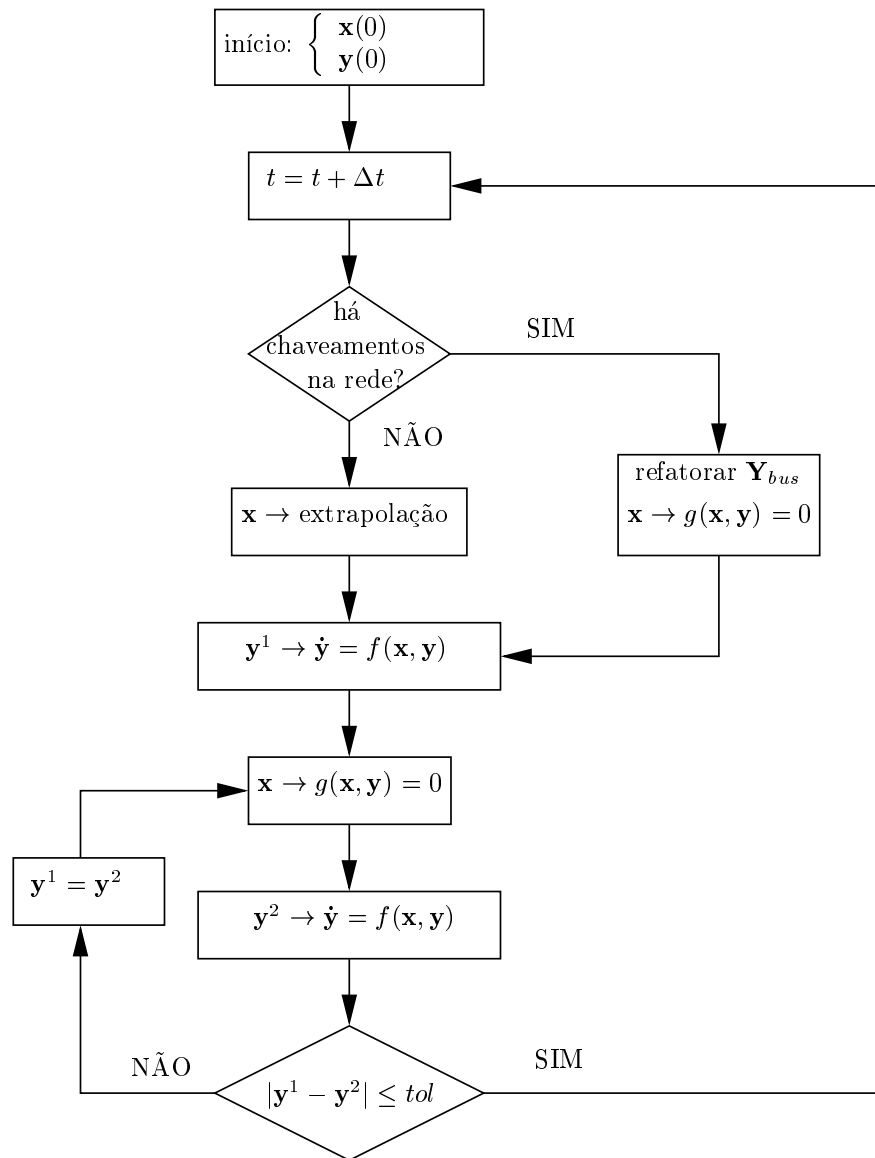 início: { x(0)
y(0)
t = t + Δt
há
chaveamentos
na rede?
SIM
NÃO
refatorar Y_bus
x → g(x, y) = 0
x → extrapolação
y¹ → ẏ = f(x, y)
x → g(x, y) = 0
y¹ = y²
y² → ẏ = f(x, y)
NÃO
SIM
|y¹ − y²| ≤ tol